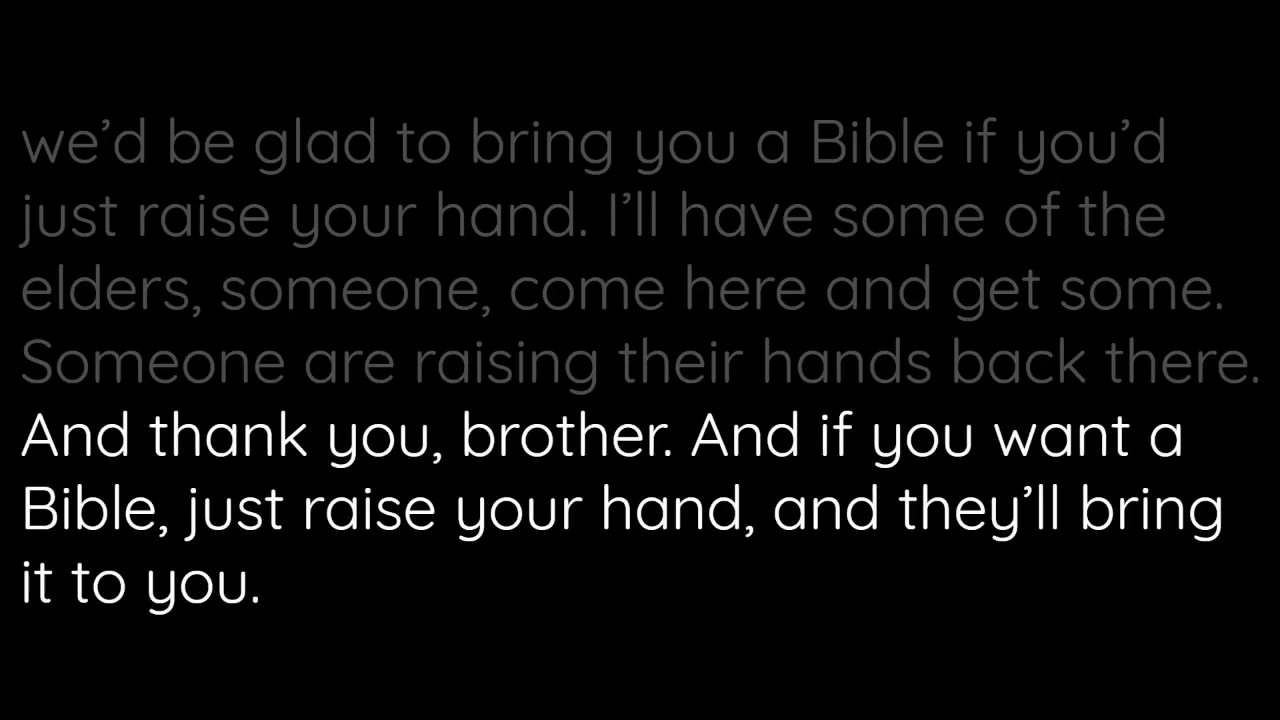 we’d be glad to bring you a Bible if you’d
just raise your hand. I’ll have some of the
elders, someone, come here and get some.
Someone are raising their hands back there.
And thank you, brother. And if you want a
Bible, just raise your hand, and they’ll bring
it to you.